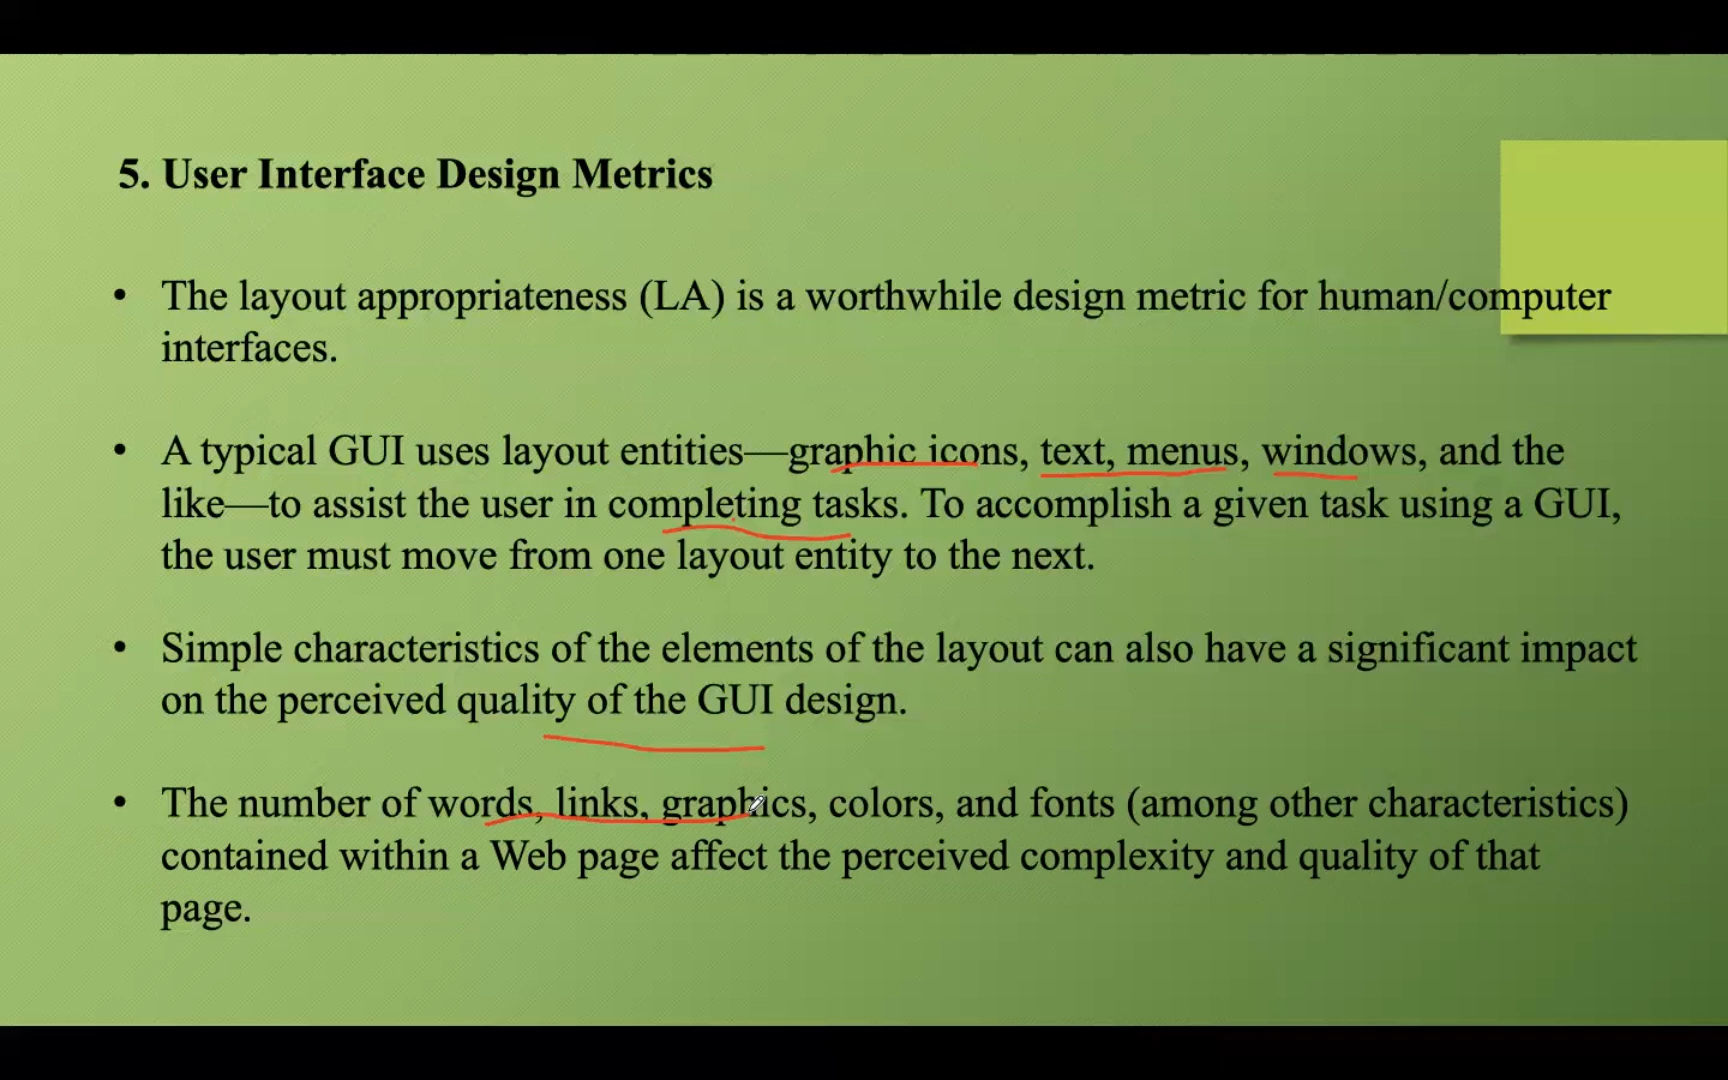 5. User Interface Design Metrics
• The layout appropriateness (LA) is a worthwhile design metric for human/computer
interfaces.
• A typical GUI uses layout entities—graphic icons, text, menus, windows, and the
like—to assist the user in completing tasks. To accomplish a given task using a GUI,
the user must move from one layout entity to the next.
• Simple characteristics of the elements of the layout can also have a significant impact
on the perceived quality of the GUI design.
• The number of words, links, graphics, colors, and fonts (among other characteristics)
contained within a Web page affect the perceived complexity and quality of that
page.